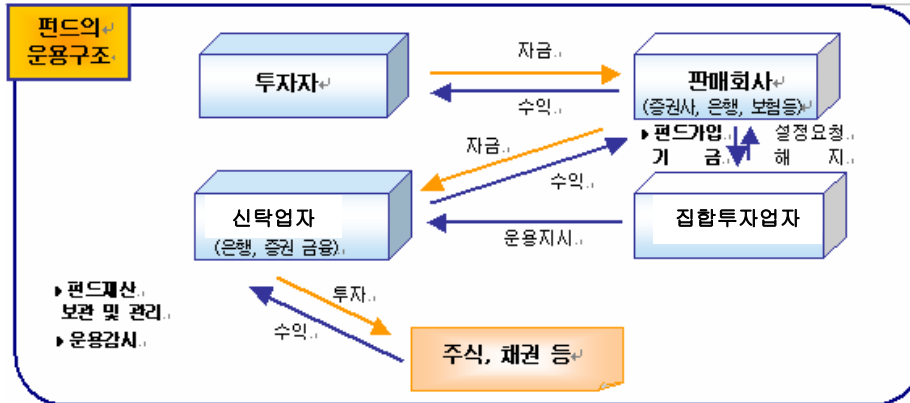 펀드의
운용구조
투자자
자금
수익
판매회사
(증권사, 은행, 보험등)
펀드가입
기 금
설정요청
해 지
자금
수익
신탁업자
(은행, 증권 금융)
운용지시
집합투자업자
펀드재산
보관 및 관리
운용감시
투자
수익
주식, 채권 등